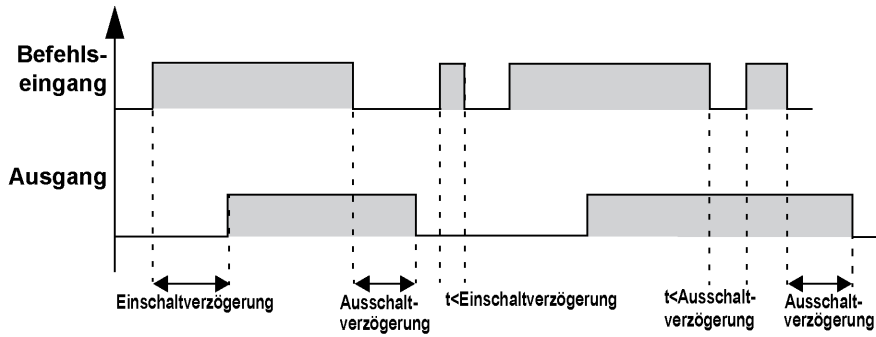 Befehls-
eingang
Ausgang
Einschaltverzögerung
Ausschalt-
verzögerung
t<Einschaltverzögerung
t<Ausschalt-
verzögerung
Ausschalt-
verzögerung